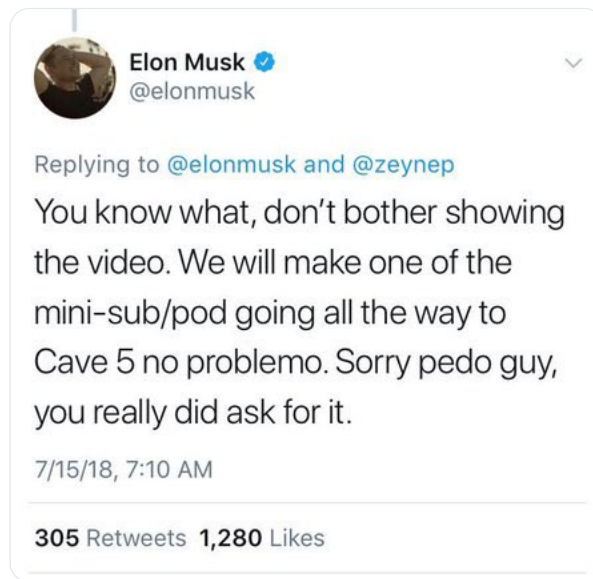 Elon Musk
@elonmusk
Replying to @elonmusk and @zeynep
You know what, don’t bother showing
the video. We will make one of the
mini-sub/pod going all the way to
Cave 5 no problemo. Sorry pedo guy,
you really did ask for it.
7/15/18, 7:10 AM
305 Retweets 1,280 Likes